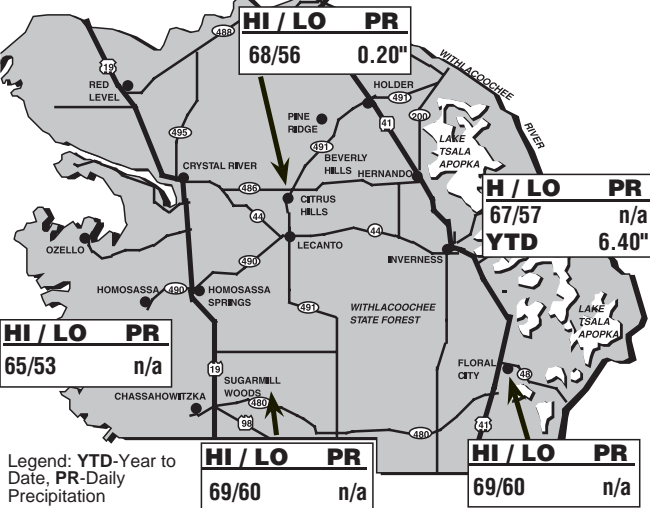 HI / LO PR
68/56 0.20"
488
WITHLACOOCHEE
RIVER
19
RED
LEVEL
HOLDER
491
200
41
PINE
RIDGE
495
491
LAKE
TSALA
APOPKA
BEVERLY
HILLS
HERNANDO
CRYSTAL RIVER
486
CITRUS
HILLS
H / LO PR
67/57 n/a
YTD 6.40"
44
44
LECANTO
OZELLO
INVERNESS
490
HOMOSASSA
490
HOMOSASSA
SPRINGS
491
WITHLACOOCHEE
STATE FOREST
LAKE
TSALA
APOPKA
HI / LO PR
65/53 n/a
19
FLORAL
CITY
48
SUGARMILL
WOODS
CHASSAHOWITZKA
480
98
480
41
HI / LO PR
69/60 n/a
HI / LO PR
69/60 n/a
Legend: YTD-Year to
Date, PR-Daily
Precipitation